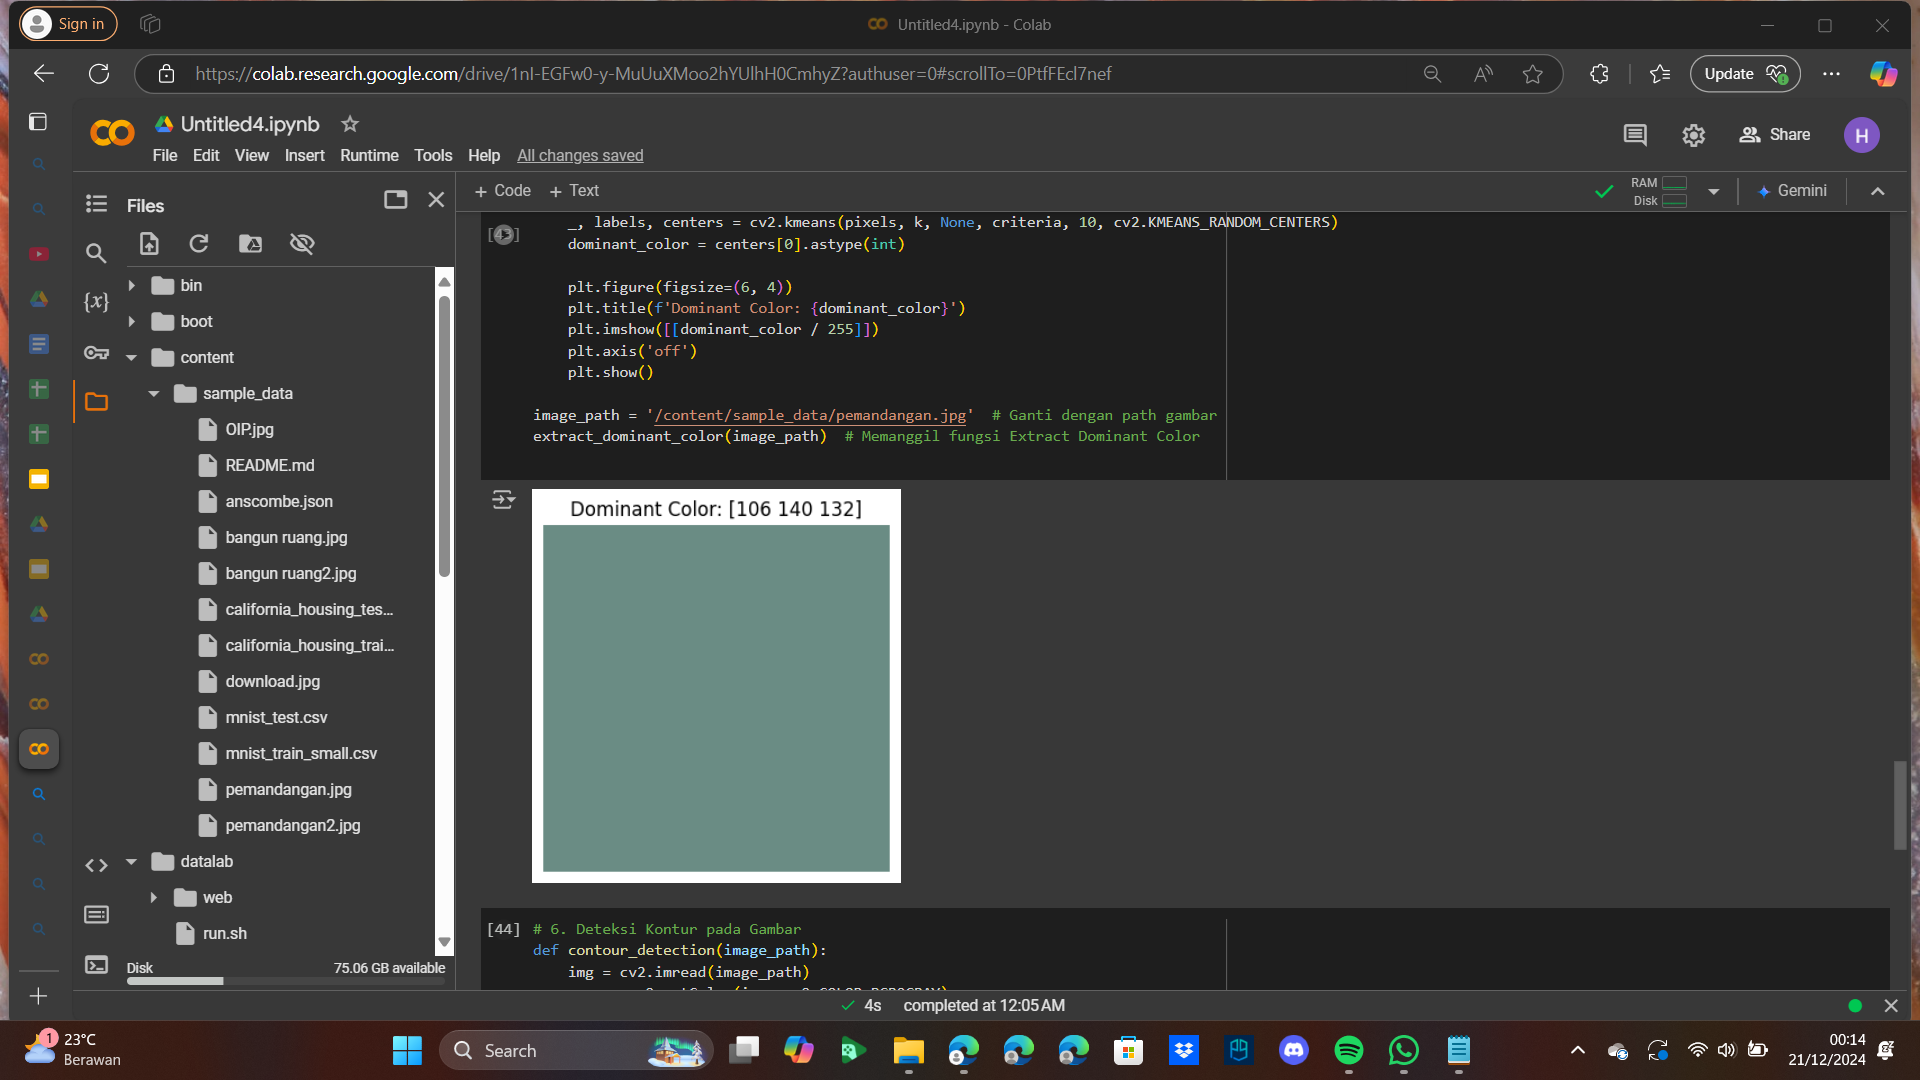 Sign in
Untitled4.ipynb - Colab
https://colab.research.google.com/drive/1nI-EGFw0-y-MuUuXMoo2hYUlhH0CmhyZ?authuser=0#scrollTo=0PtfFEcl7nef
Update
Untitled4.ipynb
File Edit View Insert Runtime Tools Help All changes saved
Share
H
Files
+ Code + Text
RAM
Disk
Gemini
bin
boot
content
sample_data
OIP.jpg
README.md
anscombe.json
bangun ruang.jpg
bangun ruang2.jpg
california_housing_tes...
california_housing_trai...
download.jpg
mnist_test.csv
mnist_train_small.csv
pemandangan.jpg
pemandangan2.jpg
datalab
web
run.sh
Disk 75.06 GB available
_, labels, centers = cv2.kmeans(pixels, k, None, criteria, 10, cv2.KMEANS_RANDOM_CENTERS)
dominant_color = centers[0].astype(int)
plt.figure(figsize=(6, 4))
plt.title(f'Dominant Color: {dominant_color}')
plt.imshow([[dominant_color / 255]])
plt.axis('off')
plt.show()
image_path = '/content/sample_data/pemandangan.jpg'  # Ganti dengan path gambar
extract_dominant_color(image_path)  # Memanggil fungsi Extract Dominant Color
Dominant Color: [106 140 132]
[44] # 6. Deteksi Kontur pada Gambar
def contour_detection(image_path):
img = cv2.imread(image_path)
4s completed at 12:05 AM
1
23°C
Berawan
Search
00:14
21/12/2024